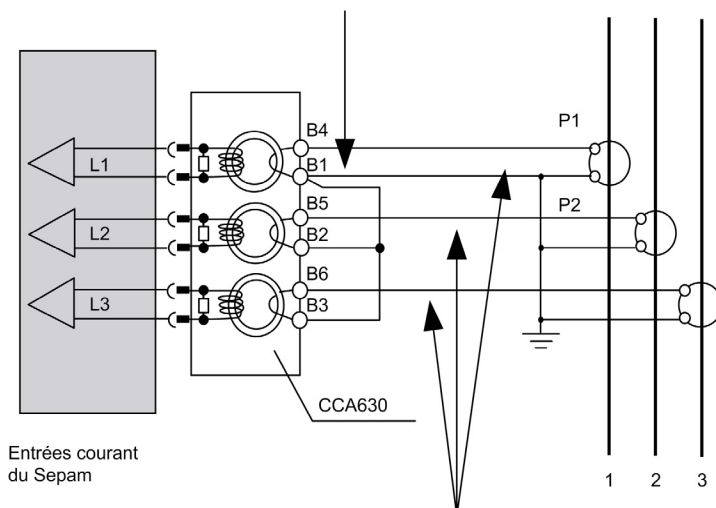 P1
B4
L1
B1
B5
P2
L2
B2
B6
L3
B3
CCA630
Entrées courant
du Sepam
1 2 3